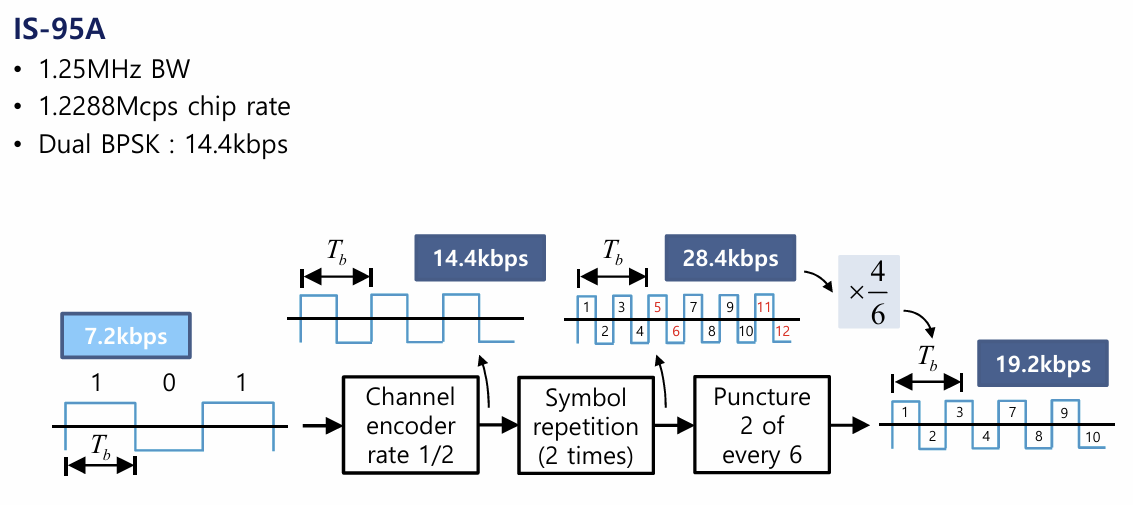 IS-95A
• 1.25MHz BW
• 1.2288Mcps chip rate
• Dual BPSK : 14.4kbps
T_b
14.4kbps
T_b
28.4kbps
×4/6
7.2kbps
1 0 1
T_b
Channel
encoder
rate 1/2
Symbol
repetition
(2 times)
Puncture
2 of
every 6
1 3 5 7 9 11
2 4 6 8 10 12
T_b
19.2kbps
1 3 7 9
2 4 8 10